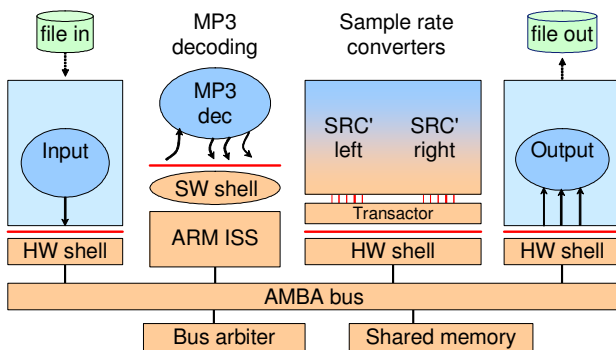 file in
MP3
decoding
Sample rate
converters
file out
Input
MP3
dec
SRC'
left
SRC'
right
Output
SW shell
Transactor
HW shell
ARM ISS
HW shell
HW shell
AMBA bus
Bus arbiter
Shared memory